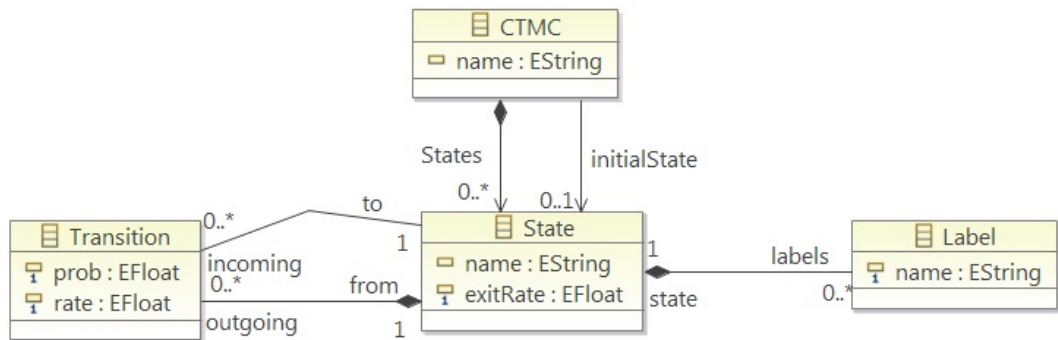 CTMC
name : EString
States
initialState
0..*
0..1
0..*
to
1
Transition
prob : EFloat
rate : EFloat
incoming
0..*
from
outgoing
1
State
name : EString
exitRate : EFloat
1
labels
state
0..*
Label
name : EString